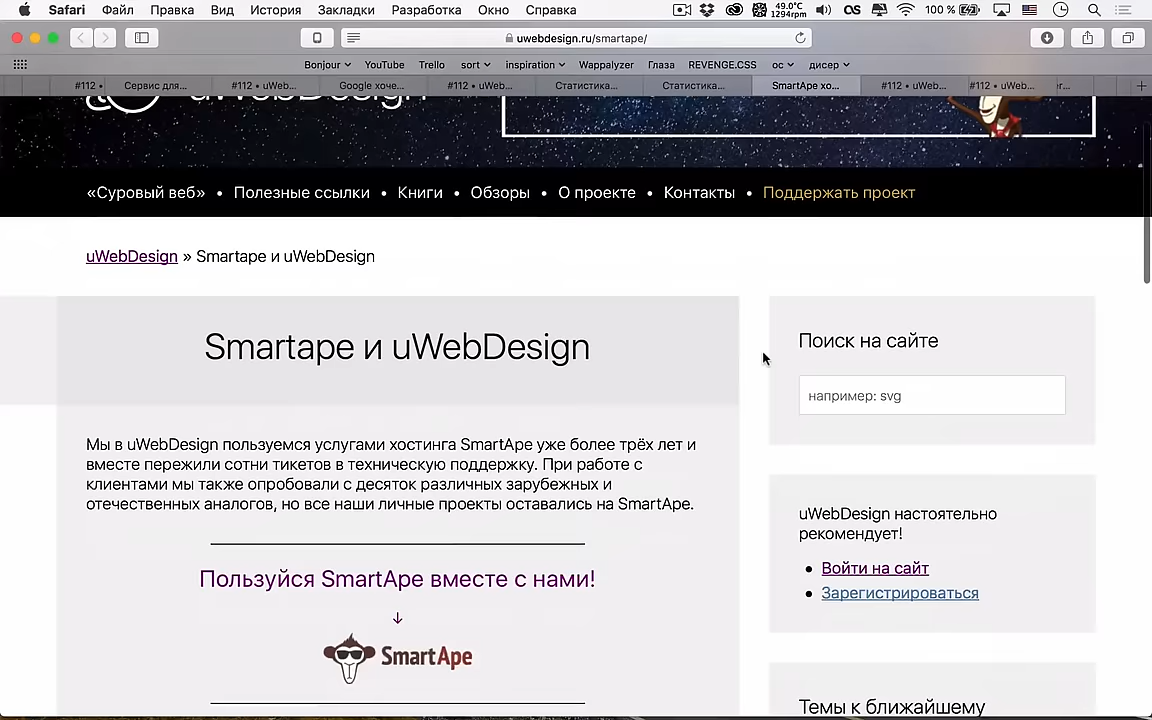 Safari Файл Правка Вид История Закладки Разработка Окно Справка 49.0°C 1294rpm 100 %
uwebdesign.ru/smartape/
Bonjour YouTube Trello sort inspiration Wappalyzer Глаза REVENGE.CSS ос дисер
#112 • Сервис для... #112 • uWeb... Google хоче... #112 • uWeb... Статистика... Статистика... SmartApe хо... #112 • uWeb... #112 • uWeb...
uWebDesign
«Суровый веб» • Полезные ссылки • Книги • Обзоры • О проекте • Контакты • Поддержать проект
uWebDesign » Smartape и uWebDesign
Smartape и uWebDesign
Мы в uWebDesign пользуемся услугами хостинга SmartApe уже более трёх лет и
вместе пережили сотни тикетов в техническую поддержку. При работе с
клиентами мы также опробовали с десяток различных зарубежных и
отечественных аналогов, но все наши личные проекты оставались на SmartApe.
Пользуйся SmartApe вместе с нами!
↓
SmartApe
Поиск на сайте
например: svg
uWebDesign настоятельно
рекомендует!
• Войти на сайт
• Зарегистрироваться
Темы к ближайшему